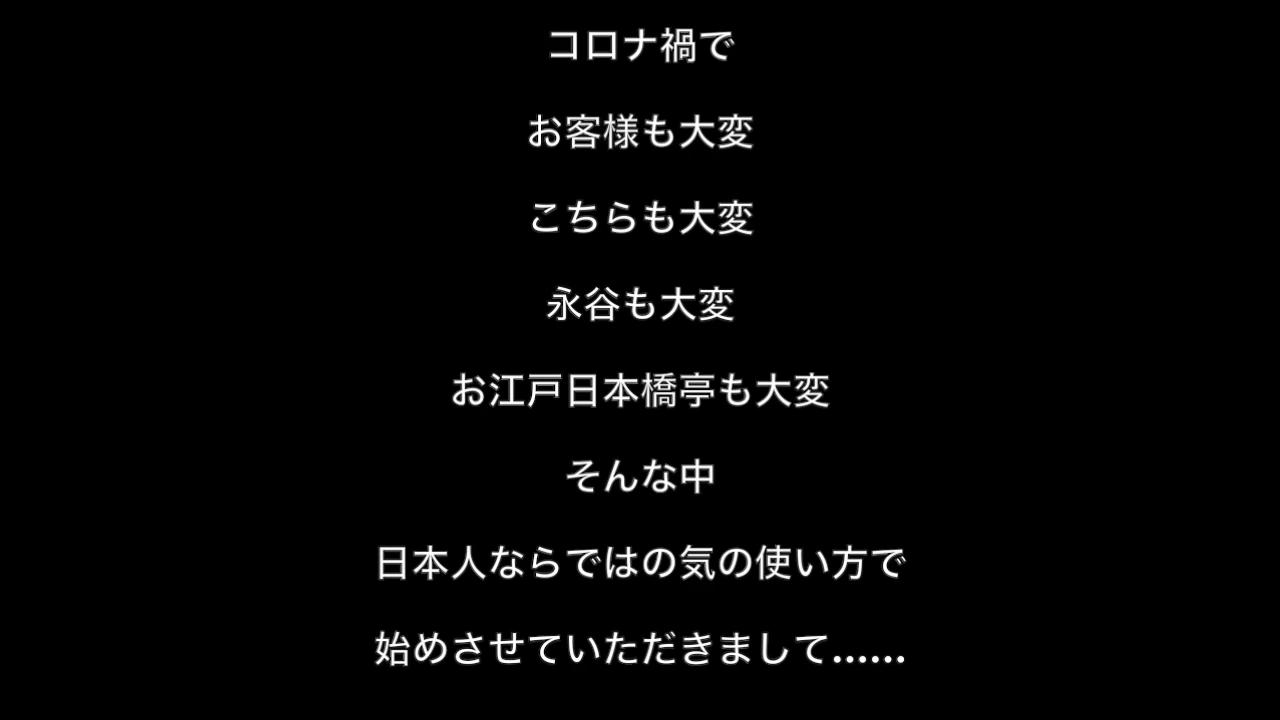 コロナ禍で
お客様も大変
こちらも大変
永谷も大変
お江戸日本橋亭も大変
そんな中
日本人ならではの気の使い方で
始めさせていただきまして……